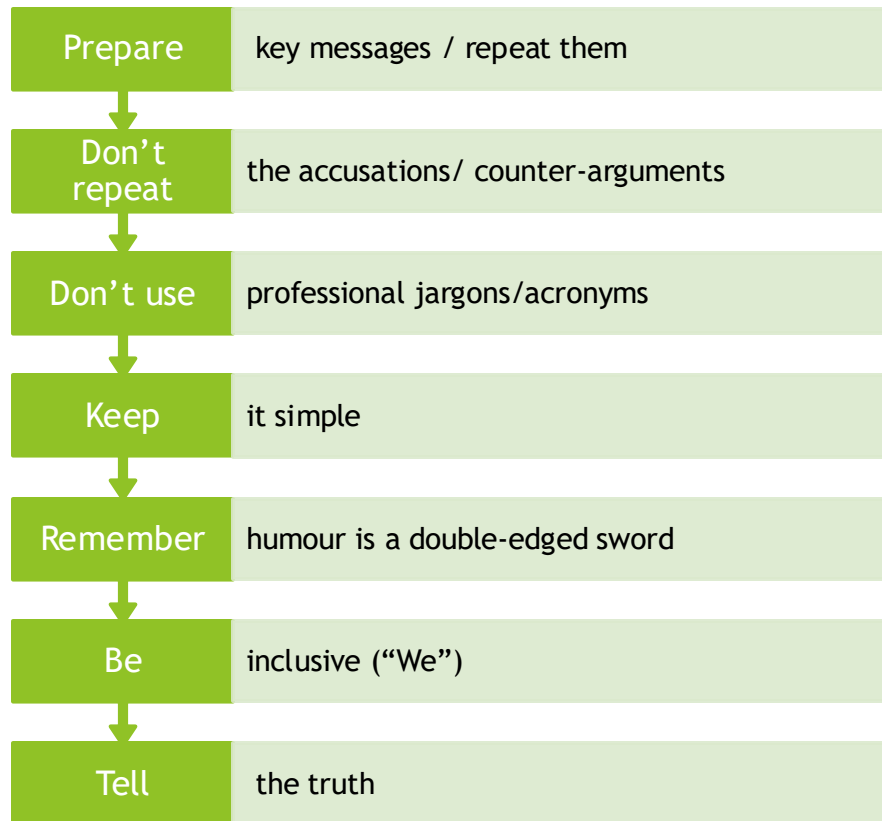 Prepare key messages / repeat them
Don’t
repeat
the accusations/ counter-arguments
Don’t use professional jargons/acronyms
Keep it simple
Remember humour is a double-edged sword
Be inclusive (“We”)
Tell the truth